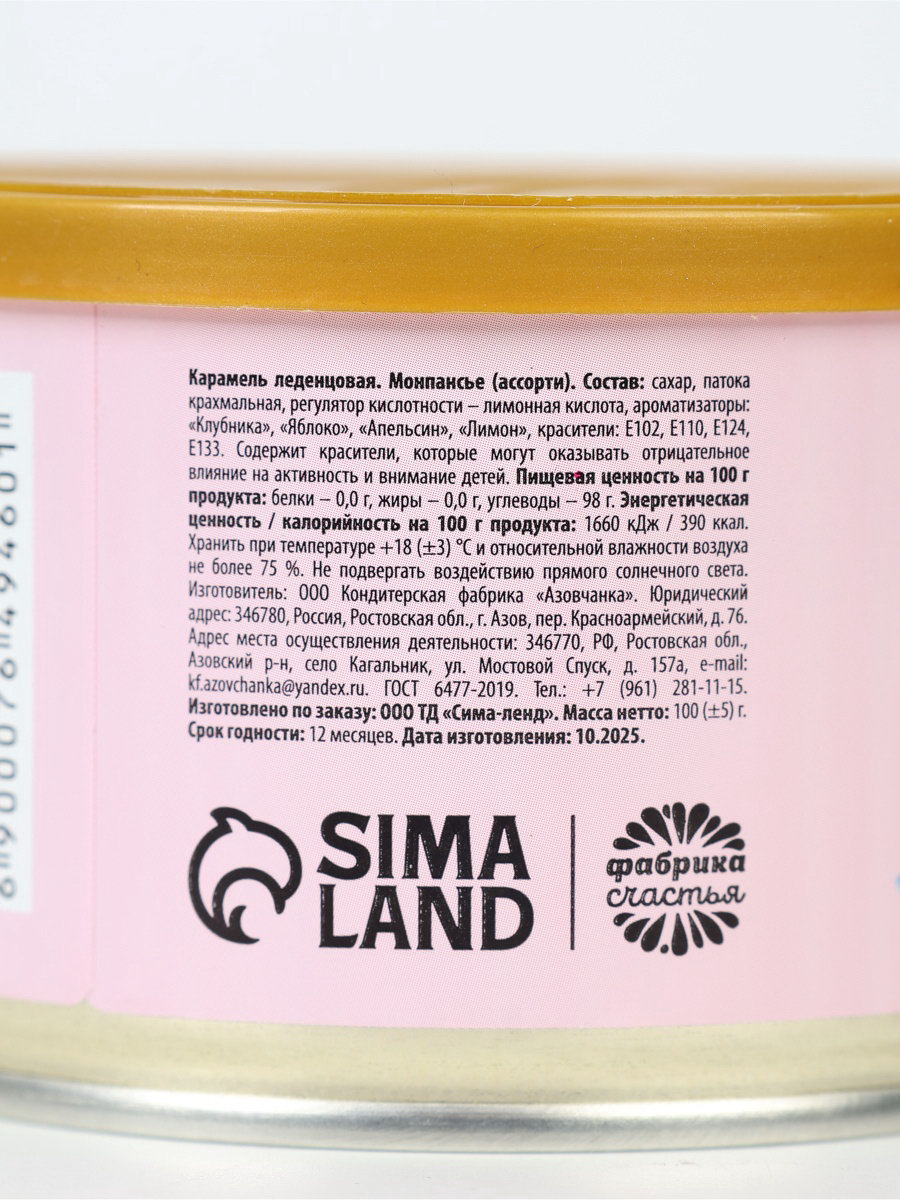 Карамель леденцовая. Монпансье (ассорти). Состав: сахар, патока
крахмальная, регулятор кислотности – лимонная кислота, ароматизаторы:
«Клубника», «Яблоко», «Апельсин», «Лимон», красители: Е102, Е110, Е124,
Е133. Содержит красители, которые могут оказывать отрицательное
влияние на активность и внимание детей. Пищевая ценность на 100 г
продукта: белки – 0,0 г, жиры – 0,0 г, углеводы – 98 г. Энергетическая
ценность / калорийность на 100 г продукта: 1660 кДж / 390 ккал.
Хранить при температуре +18 (±3) °С и относительной влажности воздуха
не более 75 %. Не подвергать воздействию прямого солнечного света.
Изготовитель: ООО Кондитерская фабрика «Азовчанка». Юридический
адрес: 346780, Россия, Ростовская обл., г. Азов, пер. Красноармейский, д. 76.
Адрес места осуществления деятельности: 346770, РФ, Ростовская обл.,
Азовский р-н, село Кагальник, ул. Мостовой Спуск, д. 157а, e-mail:
kf.azovchanka@yandex.ru. ГОСТ 6477-2019. Тел.: +7 (961) 281-11-15.
Изготовлено по заказу: ООО ТД «Сима-ленд». Масса нетто: 100 (±5) г.
Срок годности: 12 месяцев. Дата изготовления: 10.2025.
SIMA
LAND
фабрика
счастья